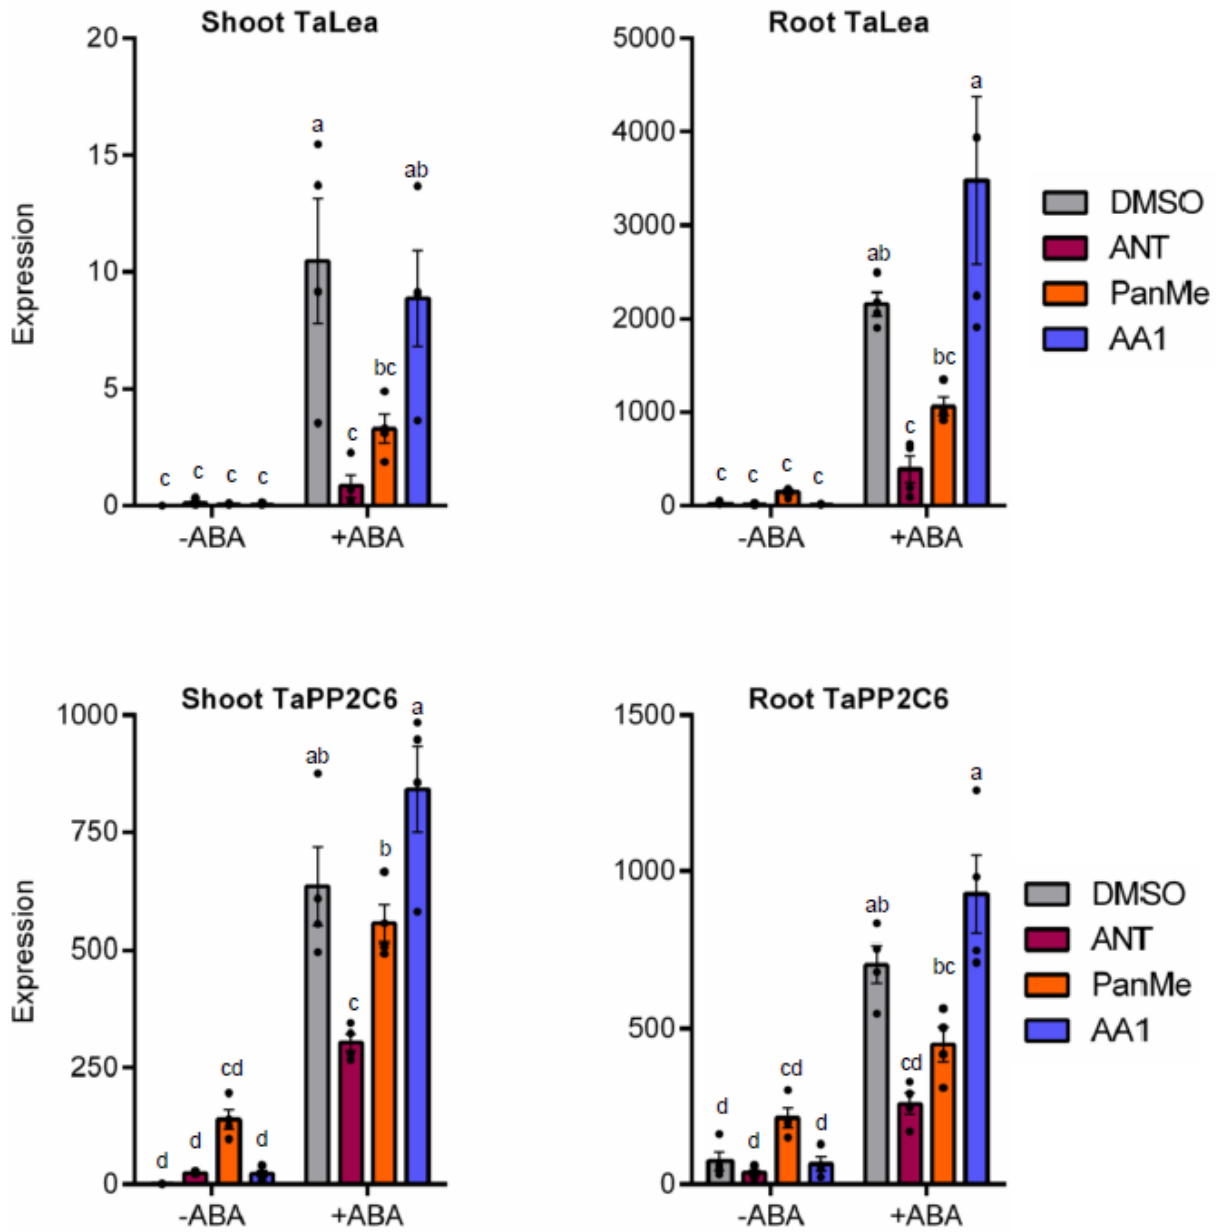 Shoot TaLea
Root TaLea
20
15
10
5
0
Expression
c
c
c
c
a
c
bc
ab
-ABA
+ABA
5000
4000
3000
2000
1000
0
c
c
c
c
ab
c
bc
a
-ABA
+ABA
DMSO
ANT
PanMe
AA1
Shoot TaPP2C6
Root TaPP2C6
1000
750
500
250
0
Expression
d
d
cd
d
ab
c
b
a
-ABA
+ABA
1500
1000
500
0
d
d
cd
d
ab
cd
bc
a
-ABA
+ABA
DMSO
ANT
PanMe
AA1